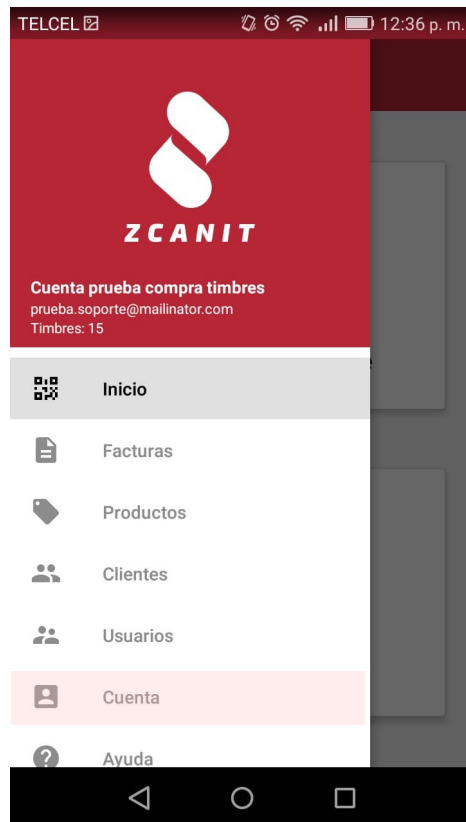 TELCEL 12:36 p. m.
ZCANIT
Cuenta prueba compra timbres
prueba.soporte@mailinator.com
Timbres: 15
Inicio
Facturas
Productos
Clientes
Usuarios
Cuenta
Ayuda